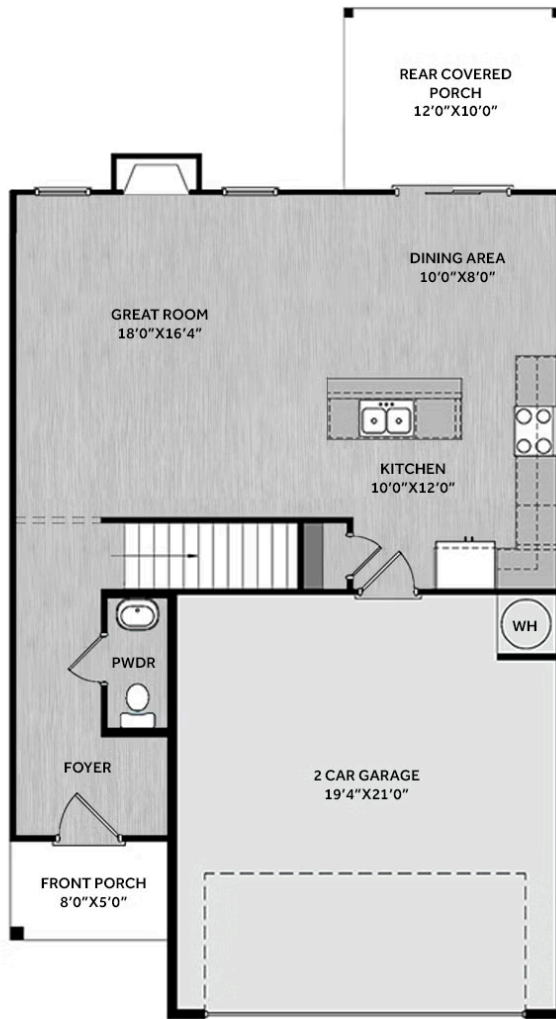 REAR COVERED
PORCH
12'0"X10'0"
DINING AREA
10'0"X8'0"
GREAT ROOM
18'0"X16'4"
KITCHEN
10'0"X12'0"
WH
PWDR
FOYER
2 CAR GARAGE
19'4"X21'0"
FRONT PORCH
8'0"X5'0"